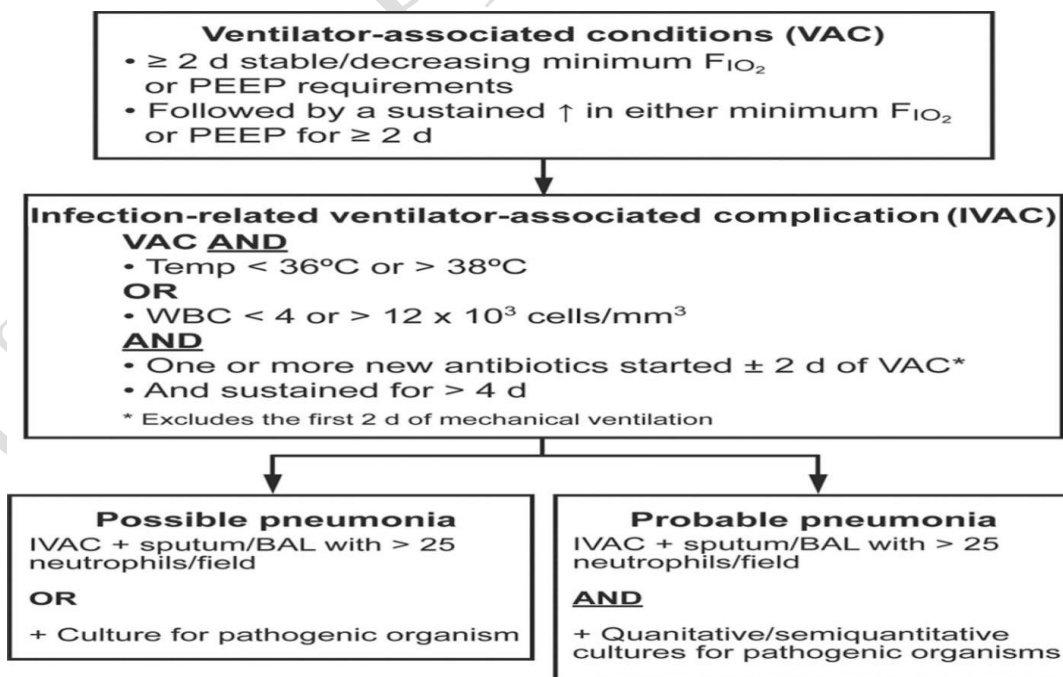 Ventilator-associated conditions (VAC)
• ≥ 2 d stable/decreasing minimum FIO2
or PEEP requirements
• Followed by a sustained ↑ in either minimum FIO2
or PEEP for ≥ 2 d
Infection-related ventilator-associated complication (IVAC)
VAC AND
• Temp < 36ºC or > 38ºC
OR
• WBC < 4 or > 12 x 10³ cells/mm³
AND
• One or more new antibiotics started ± 2 d of VAC*
• And sustained for > 4 d
* Excludes the first 2 d of mechanical ventilation
Possible pneumonia
IVAC + sputum/BAL with > 25
neutrophils/field
OR
+ Culture for pathogenic organism
Probable pneumonia
IVAC + sputum/BAL with > 25
neutrophils/field
AND
+ Quanitative/semiquantitative
cultures for pathogenic organisms